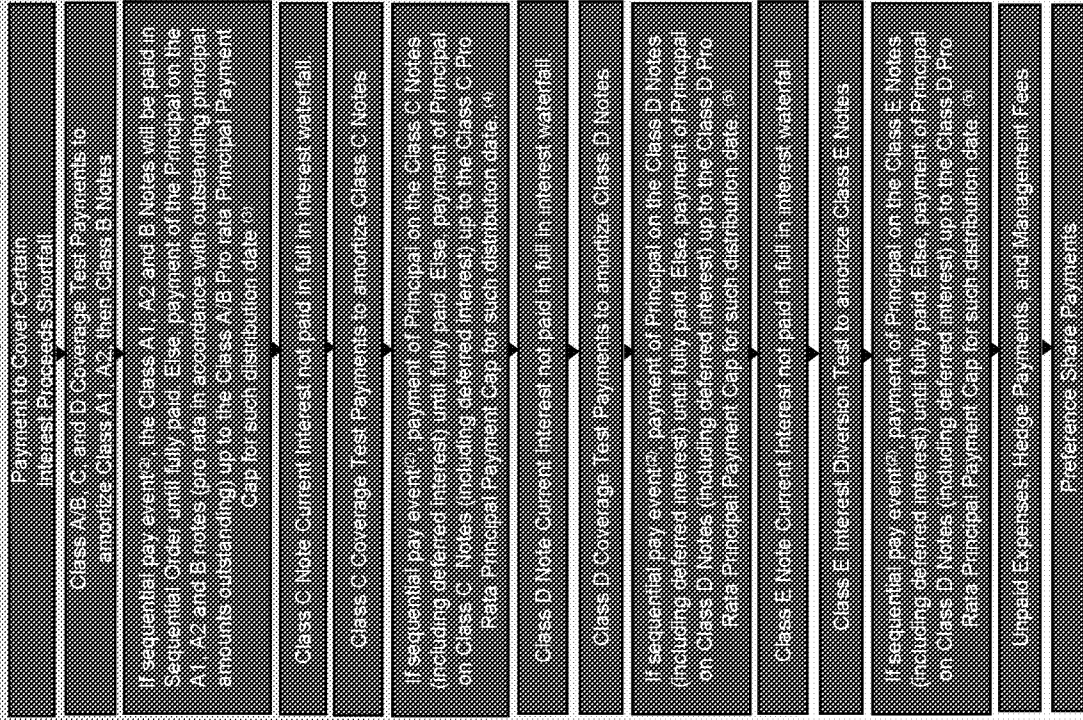 Payment to Cover Certain
Interest Proceeds Shortfall
Class A/B, C, and D Coverage Test Payments to
amortize Class A1, A2, then Class B Notes
If sequential pay event⁽²⁾, the Class A1, A2 and B Notes will be paid in
Sequential Order until fully paid. Else, payment of the Principal on the
A1, A2 and B notes (pro rata in accordance with outstanding principal
amounts outstanding) up to the Class A/B Pro rata Principal Payment
Cap for such distribution date ⁽³⁾
Class C Note Current Interest not paid in full in interest waterfall
Class C Coverage Test Payments to amortize Class C Notes
If sequential pay event⁽²⁾, payment of Principal on the Class C Notes
(including deferred interest) until fully paid. Else, payment of Principal
on Class C Notes (including deferred interest) up to the Class C Pro
Rata Principal Payment Cap for such distribution date. ⁽⁴⁾
Class D Note Current Interest not paid in full in interest waterfall
Class D Coverage Test Payments to amortize Class D Notes
If sequential pay event⁽²⁾, payment of Principal on the Class D Notes
(including deferred interest) until fully paid. Else, payment of Principal
on Class D Notes (including deferred interest) up to the Class D Pro
Rata Principal Payment Cap for such distribution date. ⁽⁵⁾
Class E Note Current Interest not paid in full in interest waterfall
Class E Interest Diversion Test to amortize Class E Notes
If sequential pay event⁽²⁾, payment of Principal on the Class E Notes
(including deferred interest) until fully paid. Else, payment of Principal
on Class D Notes (including deferred interest) up to the Class D Pro
Rata Principal Payment Cap for such distribution date.
Unpaid Expenses, Hedge Payments, and Management Fees
Preference Share Payments